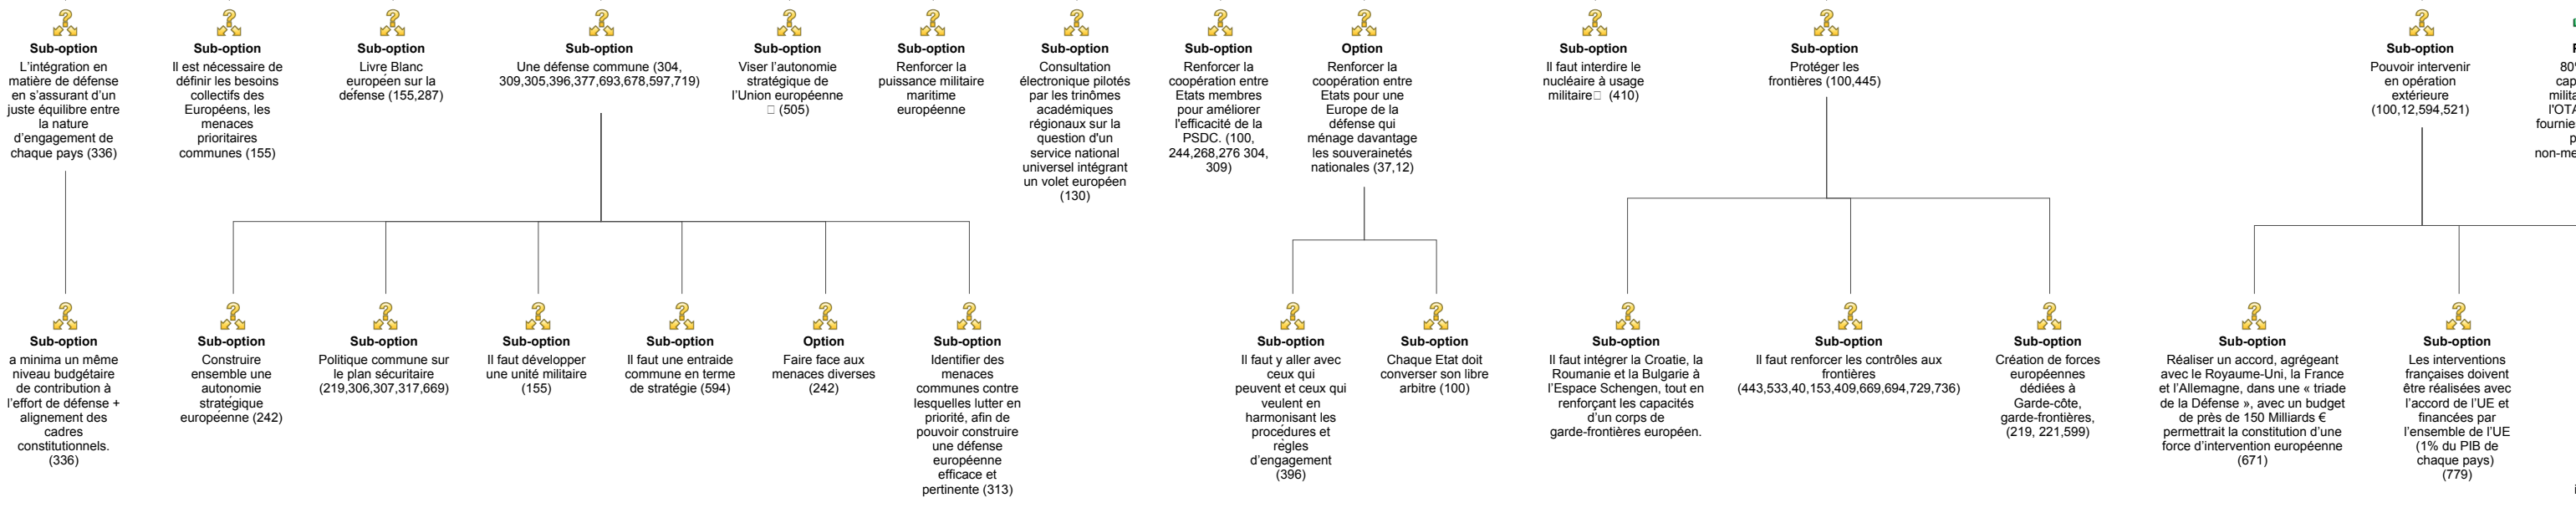 Sub-option
L'intégration en
matière de défense
en s'assurant d'un
juste équilibre entre
la nature
d'engagement de
chaque pays (336)
Sub-option
Il est nécessaire de
définir les besoins
collectifs des
Européens, les
menaces
prioritaires
communes (155)
Sub-option
Livre Blanc
européen sur la
défense (155,287)
Sub-option
Une défense commune (304,
309,305,396,377,693,678,597,719)
Sub-option
Viser l'autonomie
stratégique de
l'Union européenne
(505)
Sub-option
Renforcer la
puissance militaire
maritime
européenne
Sub-option
Consultation
électronique pilotés
par les trinômes
académiques
régionaux sur la
question d'un
service national
universel intégrant
un volet européen
(130)
Sub-option
Renforcer la
coopération entre
Etats membres
pour améliorer
l'efficacité de la
PSDC. (100,
244,268,276 304,
309)
Option
Renforcer la
coopération entre
Etats pour une
Europe de la
défense qui
ménage davantage
les souverainetés
nationales (37,12)
Sub-option
Il faut interdire le
nucléaire à usage
militaire (410)
Sub-option
Protéger les
frontières (100,445)
Sub-option
Pouvoir intervenir
en opération
extérieure
(100,12,594,521)
Sub-option
a minima un même
niveau budgétaire
de contribution à
l'effort de défense +
alignement des
cadres
constitutionnels.
(336)
Sub-option
Construire
ensemble une
autonomie
stratégique
européenne (242)
Sub-option
Politique commune sur
le plan sécuritaire
(219,306,307,317,669)
Sub-option
Il faut développer
une unité militaire
(155)
Sub-option
Il faut une entraide
commune en terme
de stratégie (594)
Option
Faire face aux
menaces diverses
(242)
Sub-option
Identifier des
menaces
communes contre
lesquelles lutter en
priorité, afin de
pouvoir construire
une défense
européenne
efficace et
pertinente (313)
Sub-option
Il faut y aller avec
ceux qui
peuvent et ceux qui
veulent en
harmonisant les
procédures et
règles
d'engagement
(396)
Sub-option
Chaque Etat doit
converser son libre
arbitre (100)
Sub-option
Il faut intégrer la Croatie, la
Roumanie et la Bulgarie à
l'Espace Schengen, tout en
renforçant les capacités
d'un corps de
garde-frontières européen.
Sub-option
Il faut renforcer les contrôles aux
frontières
(443,533,40,153,409,669,694,729,736)
Sub-option
Création de forces
européennes
dédiées à
Garde-côte,
garde-frontières,
(219, 221,599)
Sub-option
Réaliser un accord, agrégeant
avec le Royaume-Uni, la France
et l'Allemagne, dans une « triade
de la Défense », avec un budget
de près de 150 Milliards €
permettrait la constitution d'une
force d'intervention européenne
(671)
Sub-option
Les interventions
françaises doivent
être réalisées avec
l'accord de l'UE et
financées par
l'ensemble de l'UE
(1% du PIB de
chaque pays)
(779)